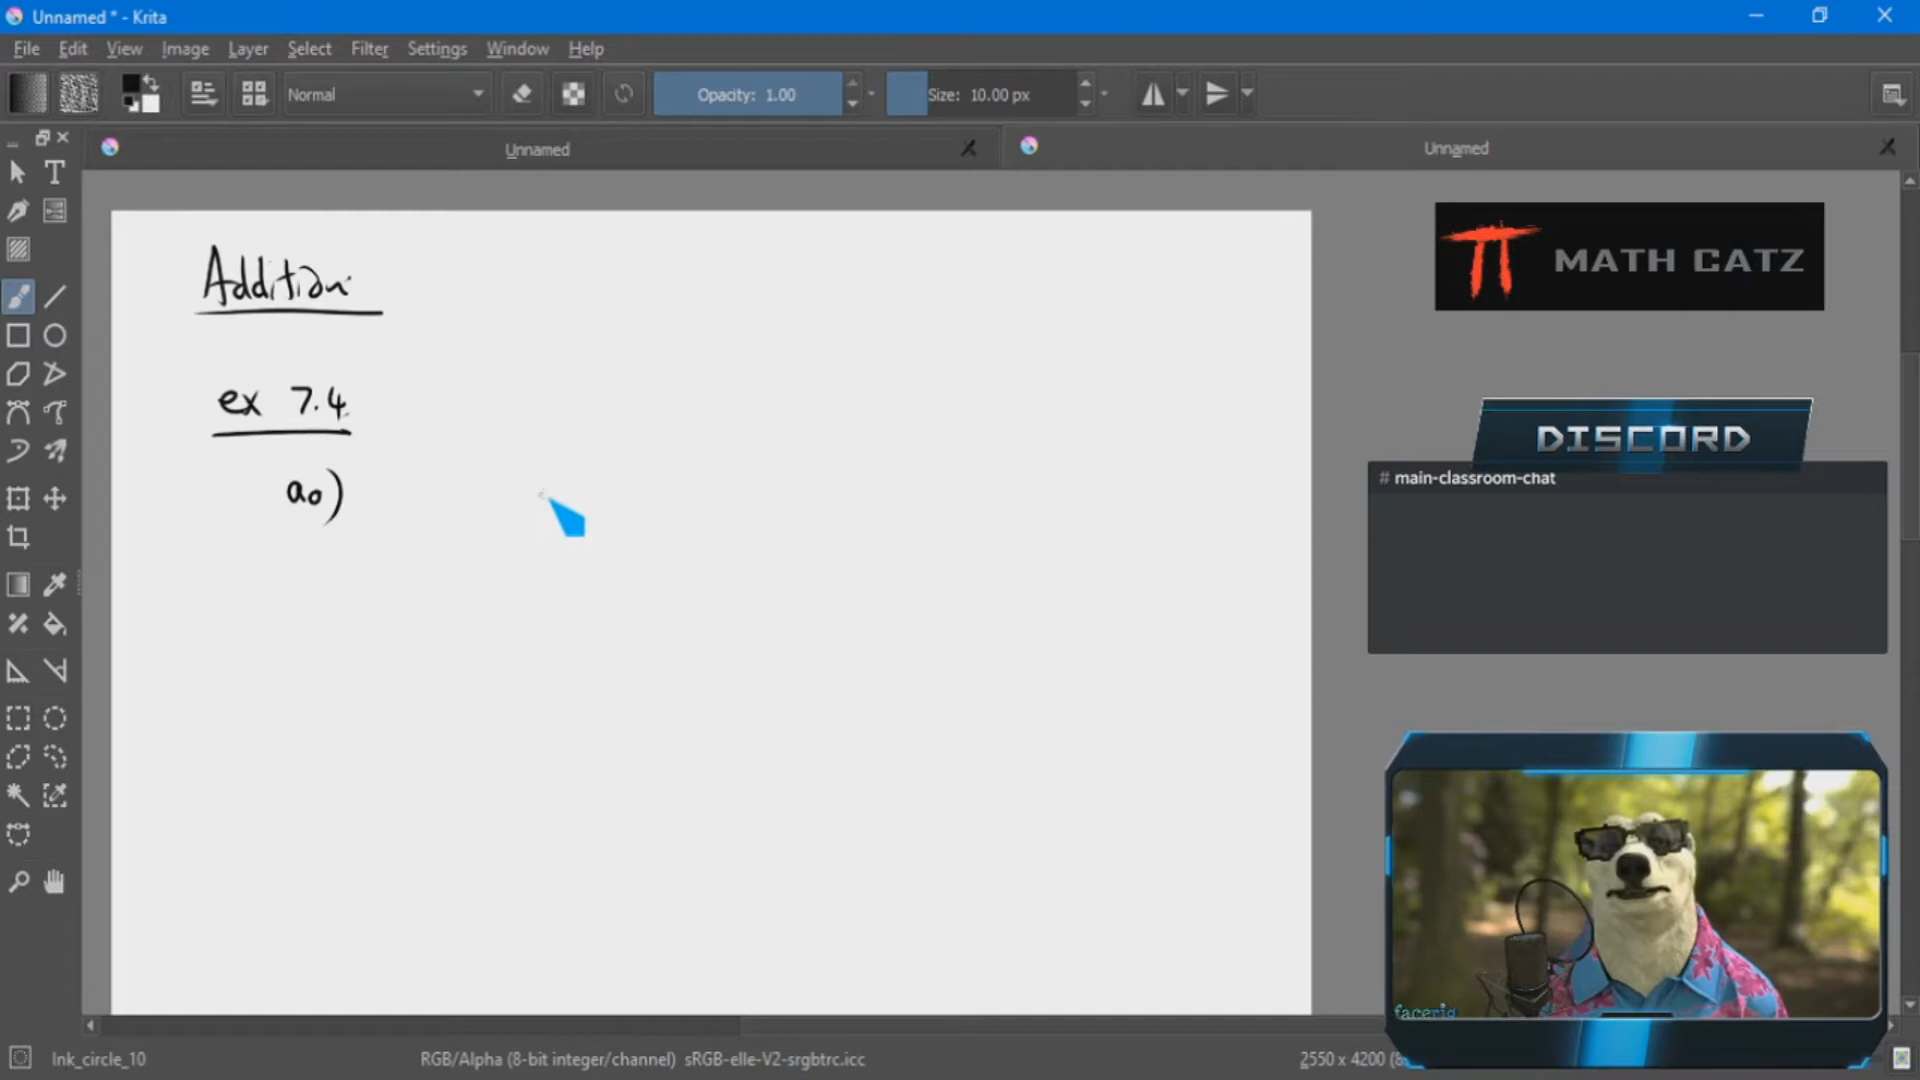 Unnamed * - Krita
File Edit View Image Layer Select Filter Settings Window Help
Normal Opacity: 1.00 Size: 10.00 px
Unnamed Unnamed
Addition
ex 7.4
a0)
MATH CATZ
DISCORD
# main-classroom-chat
facerig
Ink_circle_10 RGB/Alpha (8-bit integer/channel) sRGB-elle-V2-srgbtrc.icc 2550 x 4200 (8